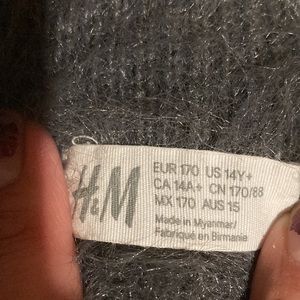 H&M
EUR 170 US 14Y+
CA 14A+ CN 170/88
MX 170 AUS 15
Made in Myanmar/
Fabriqué en Birmanie